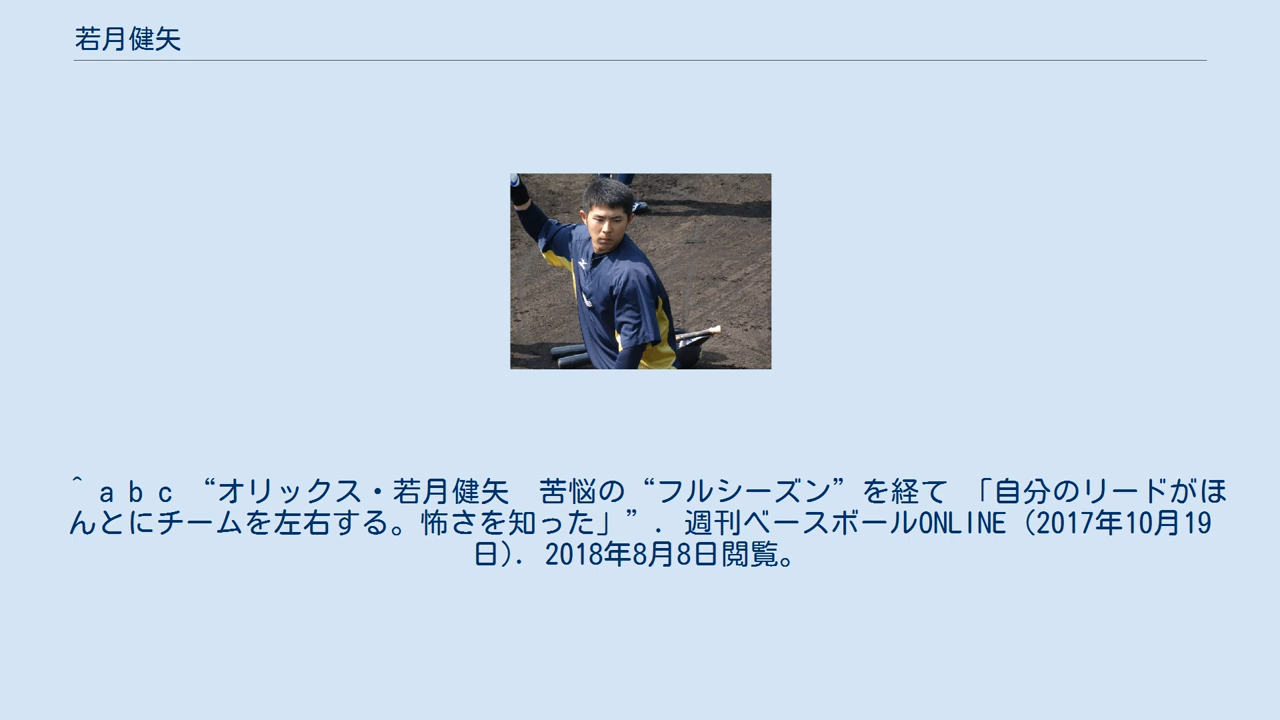 若月健矢
^ a b c “オリックス・若月健矢　苦悩の“フルシーズン”を経て　「自分のリードがほ
んとにチームを左右する。怖さを知った」”. 週刊ベースボールONLINE (2017年10月19
日). 2018年8月8日閲覧。